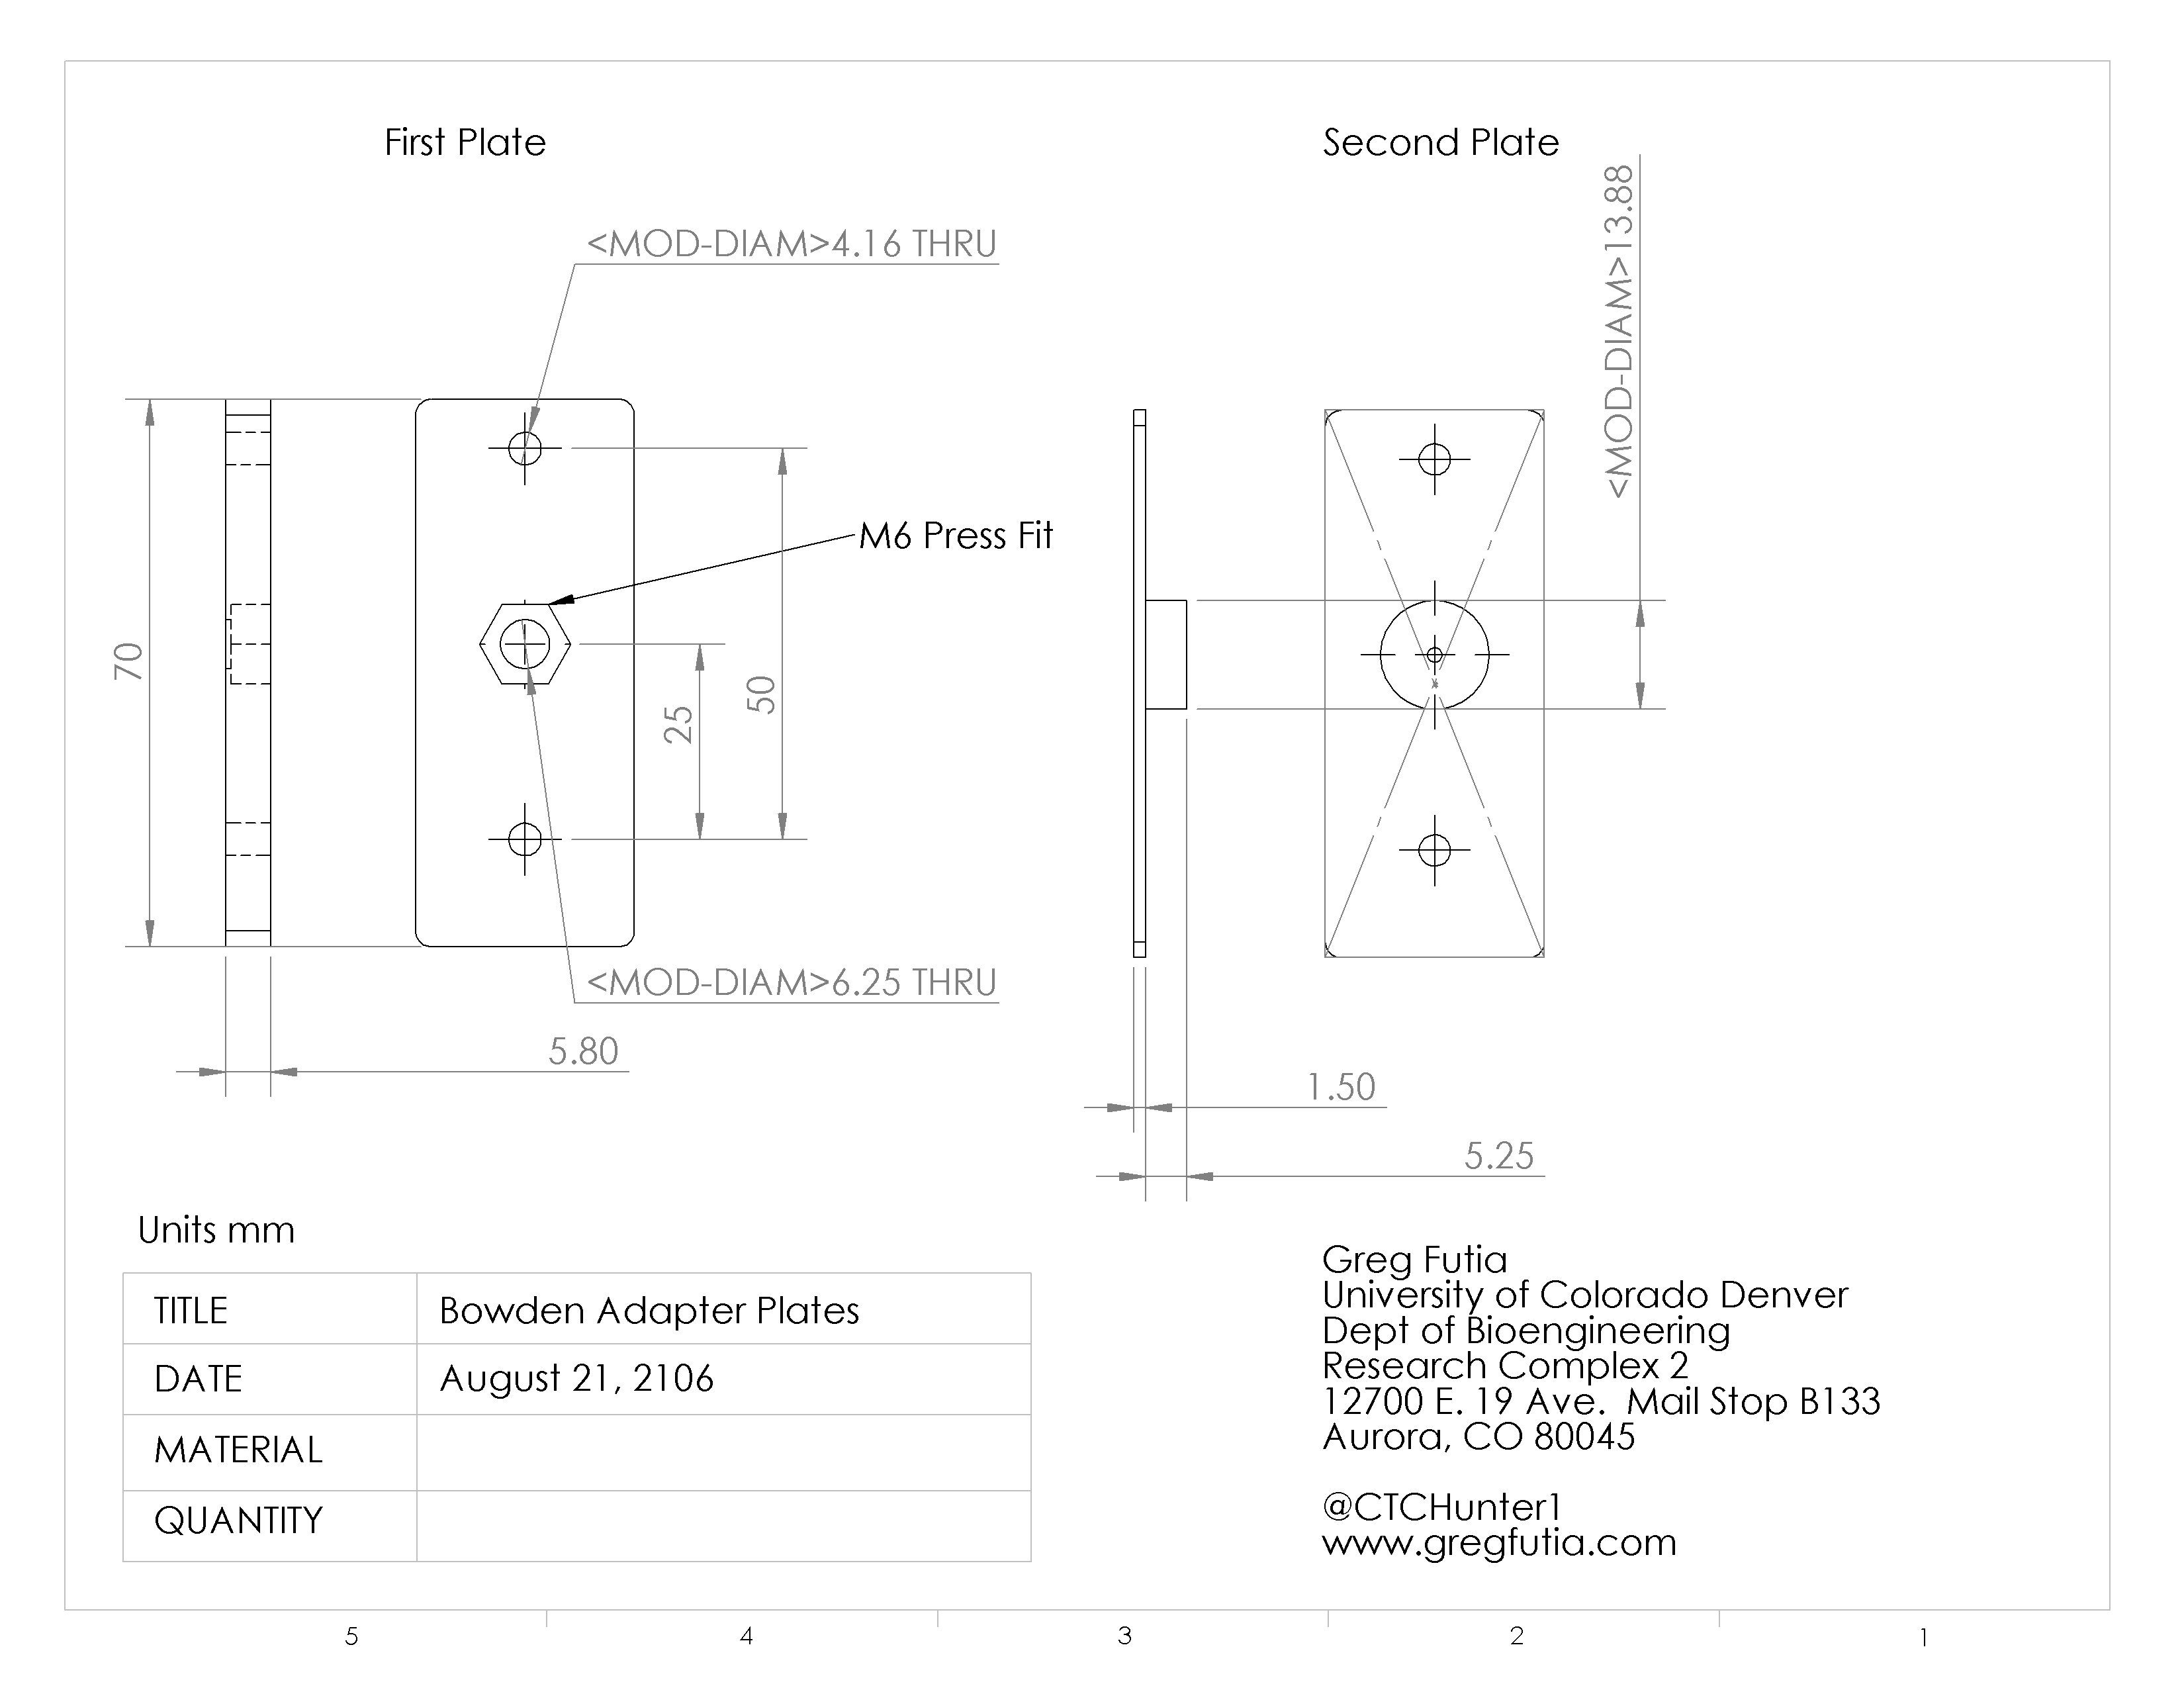 First Plate
Second Plate
<MOD-DIAM>13.88
<MOD-DIAM>4.16 THRU
M6 Press Fit
70
25
50
<MOD-DIAM>6.25 THRU
5.80
1.50
5.25
Units mm
TITLE Bowden Adapter Plates
DATE August 21, 2106
MATERIAL
QUANTITY
Greg Futia
University of Colorado Denver
Dept of Bioengineering
Research Complex 2
12700 E. 19 Ave.  Mail Stop B133
Aurora, CO 80045
@CTCHunter1
www.gregfutia.com
5 4 3 2 1